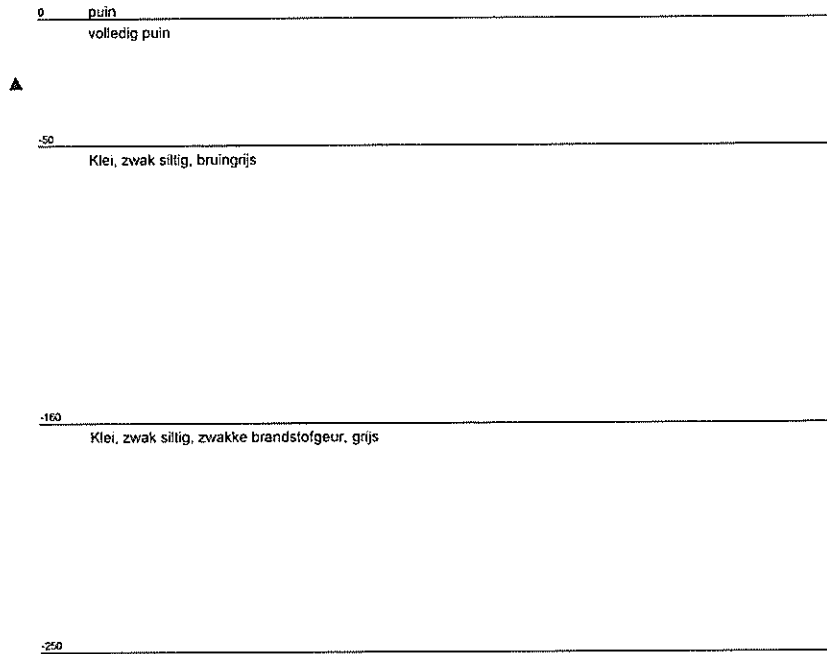 0 puin
volledig puin
-50
Klei, zwak siltig, bruingrijs
-160
Klei, zwak siltig, zwakke brandstofgeur, grijs
-250